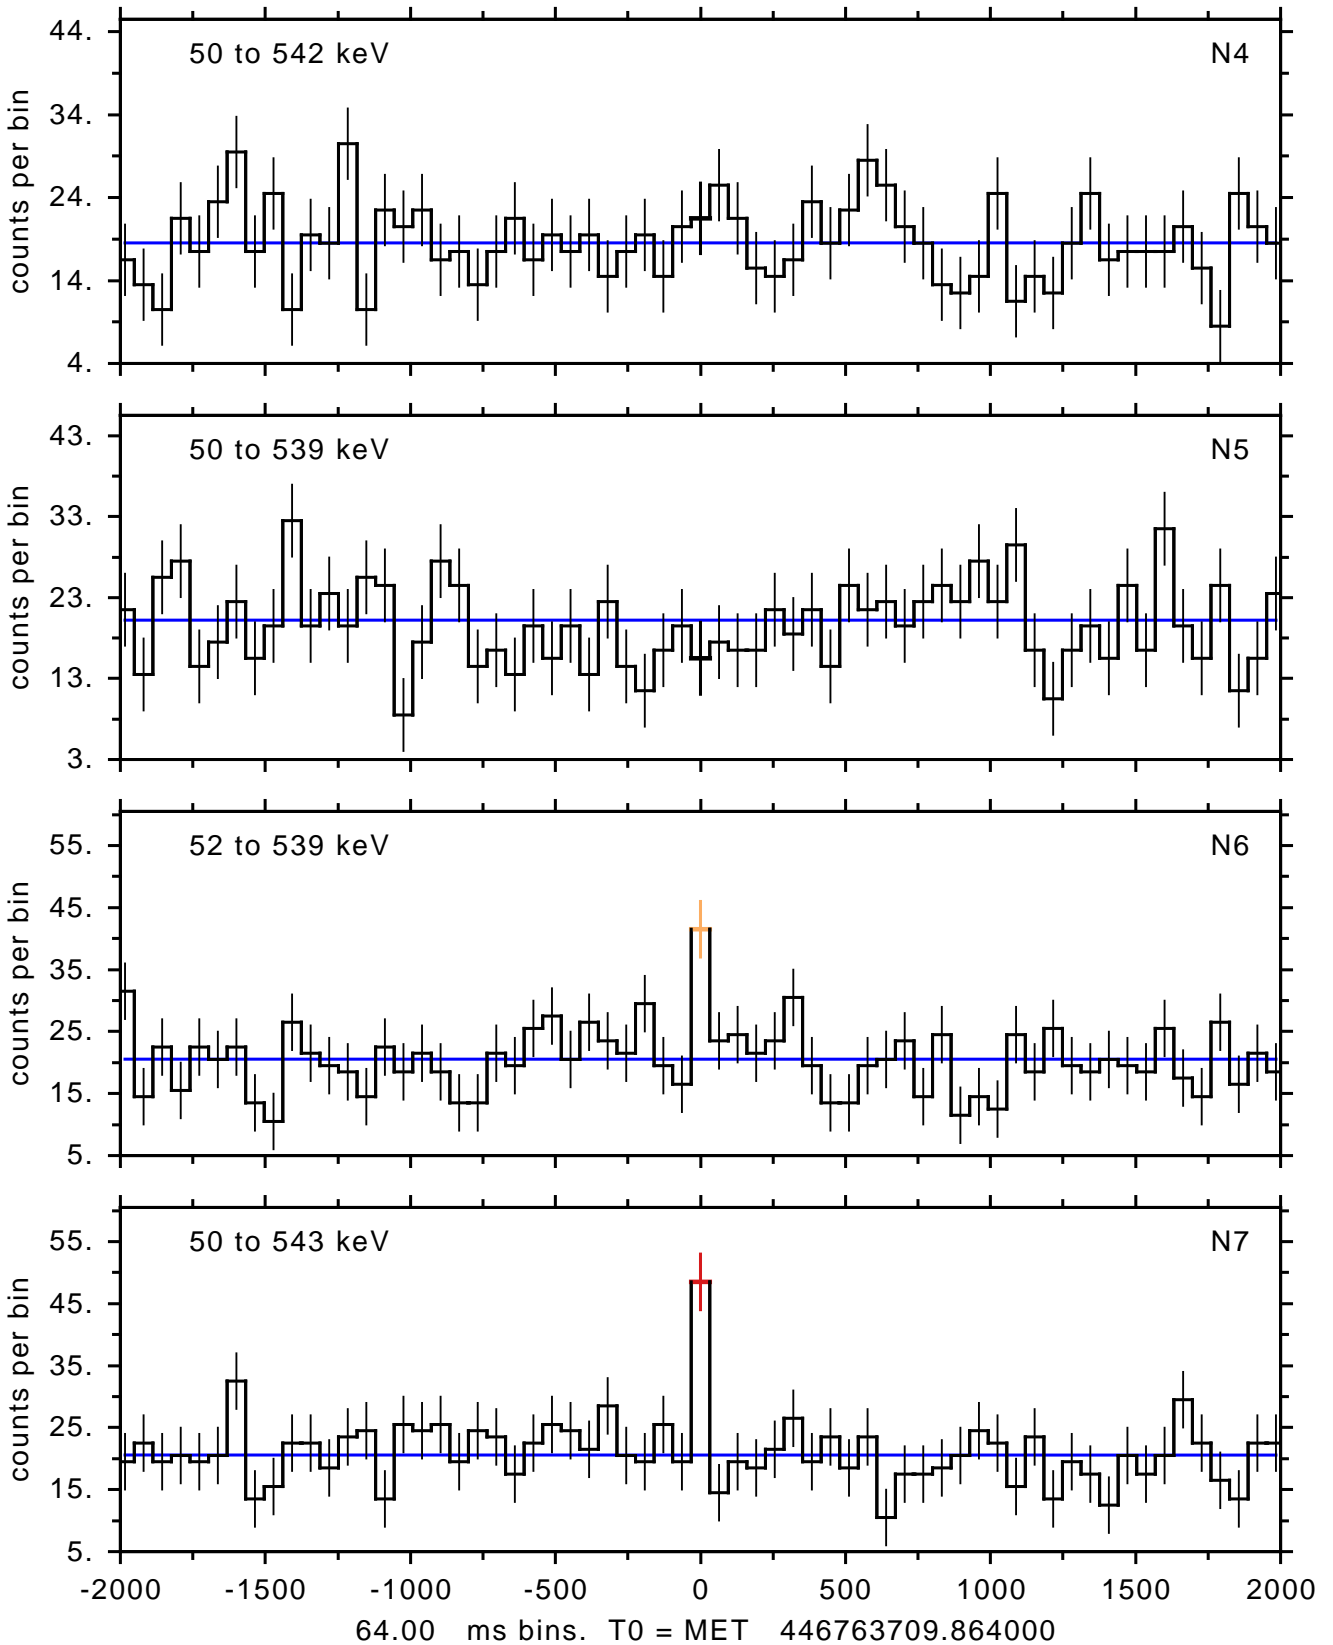 50 to 542 keV N4
44.
34.
24.
14.
4.
counts per bin
50 to 539 keV N5
43.
33.
23.
13.
3.
counts per bin
52 to 539 keV N6
55.
45.
35.
25.
15.
5.
counts per bin
50 to 543 keV N7
55.
45.
35.
25.
15.
5.
counts per bin
-2000 -1500 -1000 -500 0 500 1000 1500 2000
64.00 ms bins. T0 = MET 446763709.864000